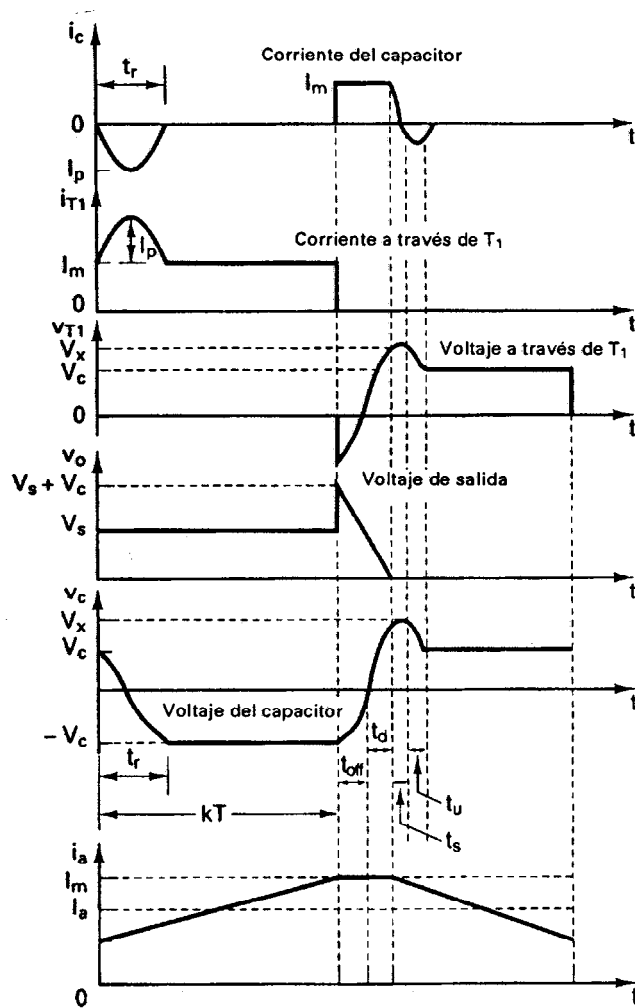 i_c
Corriente del capacitor
t_r
I_m
0
t
I_p
i_T1
Corriente a través de T_1
I_p
I_m
0
t
v_T1
V_x
Voltaje a través de T_1
V_c
0
t
v_o
Voltaje de salida
V_s + V_c
V_s
t
v_c
V_x
V_c
t
Voltaje del capacitor
- V_c
t_d
t_r
t_off
t_u
kT
t_s
i_a
I_m
I_a
0
t